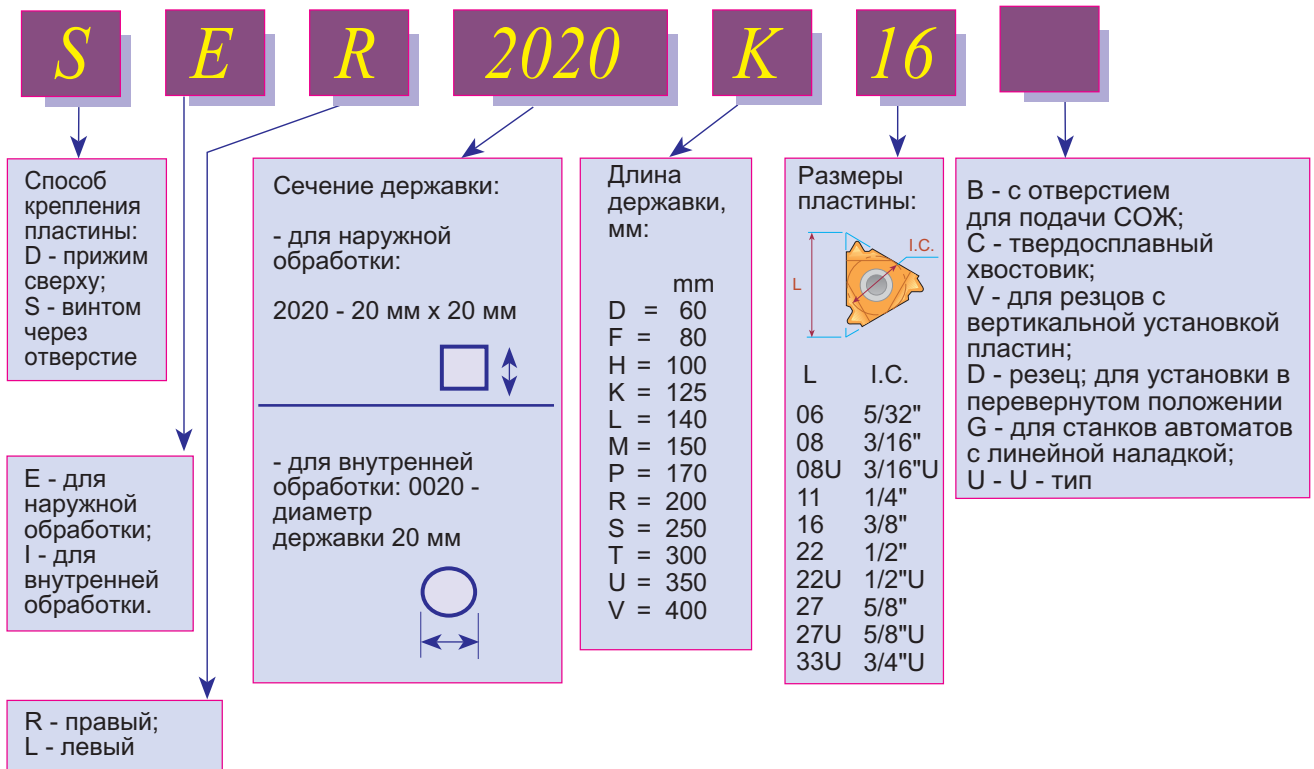 S E R 2020 K 16
Способ
крепления
пластины:
D - прижим
сверху;
S - винтом
через
отверстие
E - для
наружной
обработки;
I - для
внутренней
обработки.
R - правый;
L - левый
Сечение державки:
- для наружной
обработки:
2020 - 20 мм х 20 мм
- для внутренней
обработки: 0020 -
диаметр
державки 20 мм
Длина
державки,
мм:
mm
D = 60
F = 80
H = 100
K = 125
L = 140
M = 150
P = 170
R = 200
S = 250
T = 300
U = 350
V = 400
Размеры
пластины:
I.C.
L
L I.C.
06 5/32"
08 3/16"
08U 3/16"U
11 1/4"
16 3/8"
22 1/2"
22U 1/2"U
27 5/8"
27U 5/8"U
33U 3/4"U
B - с отверстием
для подачи СОЖ;
C - твердосплавный
хвостовик;
V - для резцов с
вертикальной установкой
пластин;
D - резец; для установки в
перевернутом положении
G - для станков автоматов
с линейной наладкой;
U - U - тип